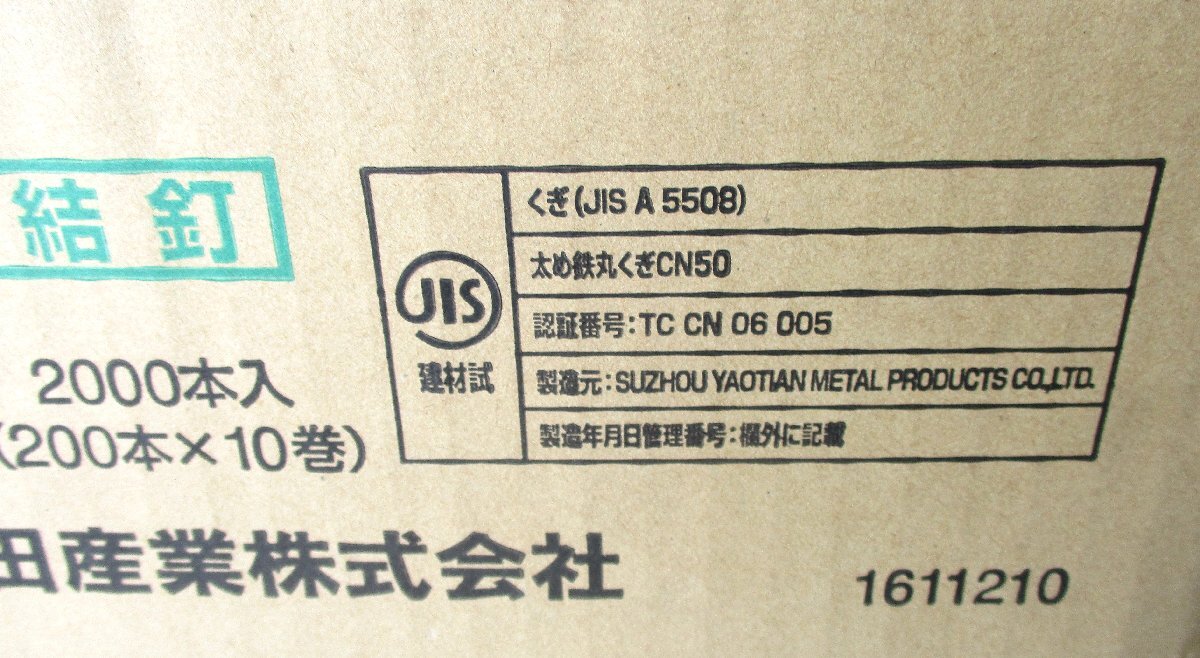 結釘
2000本入
(200本×10巻)
JIS
建材試
くぎ(JIS A 5508)
太め鉄丸くぎCN50
認証番号:TC CN 06 005
製造元:SUZHOU YAOTIAN METAL PRODUCTS CO.,LTD.
製造年月日管理番号:欄外に記載
田産業株式会社
1611210